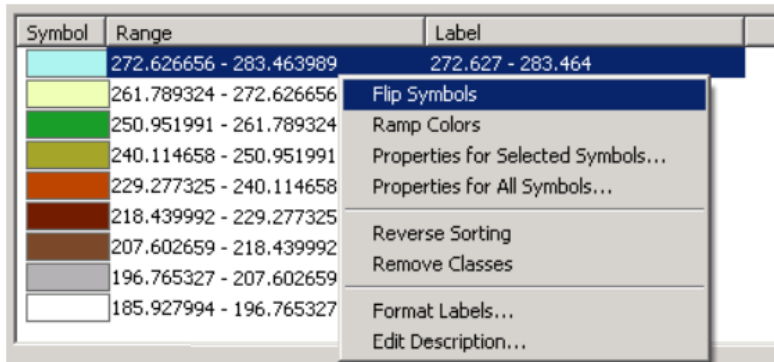 Symbol Range Label
272.626656 - 283.463989 272.627 - 283.464
261.789324 - 272.626656 Flip Symbols
250.951991 - 261.789324 Ramp Colors
240.114658 - 250.951991 Properties for Selected Symbols...
229.277325 - 240.114658 Properties for All Symbols...
218.439992 - 229.277325 Reverse Sorting
207.602659 - 218.439992 Remove Classes
196.765327 - 207.602659
185.927994 - 196.765327 Format Labels...
Edit Description...